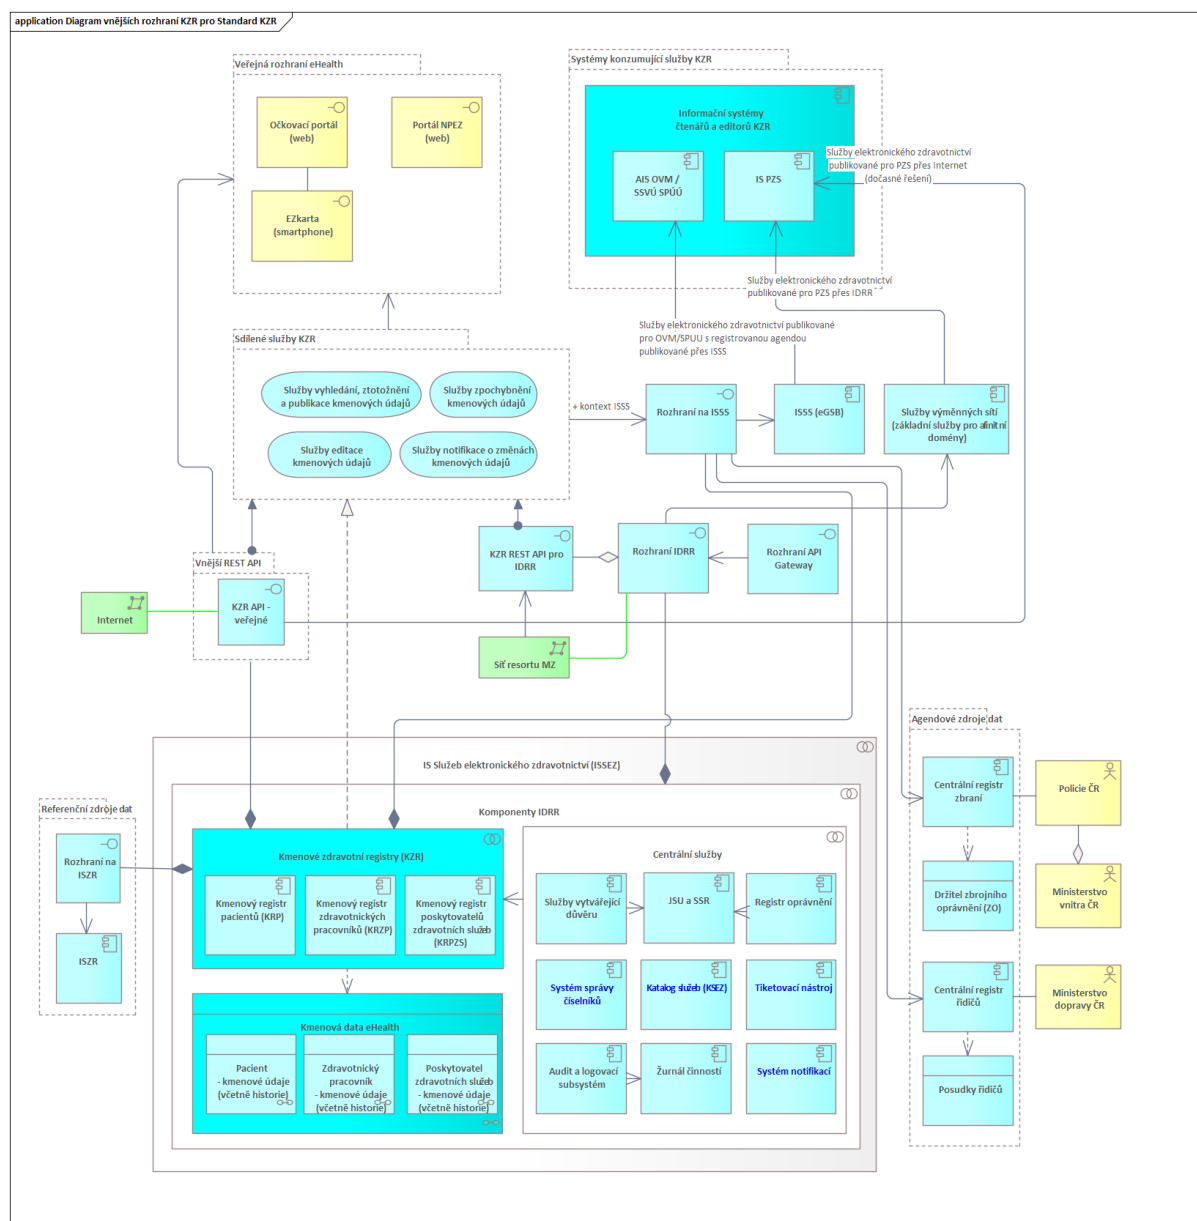 application Diagram vnějších rozhraní KZR pro Standard KZR
Veřejná rozhraní eHealth
Očkovací portál
(web)
Portál NPEZ
(web)
EZkarta
(smartphone)
Systémy konzumující služby KZR
Informační systémy
čtenářů a editorů KZR
AIS OVM /
SSVÚ SPÚÚ
IS PZS
Služby elektronického zdravotnictví
publikované pro PZS přes Internet
(dočasné řešení)
Služby elektronického zdravotnictví
publikované pro PZS přes IDRR
Služby elektronického zdravotnictví publikované
pro OVM/SPUU s registrovanou agendou
publikované přes ISSS
Sdílené služby KZR
Služby vyhledání, ztotožnění
a publikace kmenových údajů
Služby zpochybnění
kmenových údajů
Služby editace
kmenových údajů
Služby notifikace o změnách
kmenových údajů
+ kontext ISSS
Rozhraní na ISSS
ISSS (eGSB)
Služby výměnných sítí
(základní služby pro afinitní
domény)
KZR REST API pro
IDRR
Rozhraní IDRR
Rozhraní API
Gateway
Vnější REST API
KZR API -
veřejné
Internet
Síť resortu MZ
IS Služeb elektronického zdravotnictví (ISSEZ)
Komponenty IDRR
Referenční zdroje dat
Rozhraní na
ISZR
ISZR
Kmenové zdravotní registry (KZR)
Kmenový registr
pacientů (KRP)
Kmenový registr
zdravotnických
pracovníků (KRZP)
Kmenový registr
poskytovatelů
zdravotních služeb
(KRPZS)
Kmenová data eHealth
Pacient
- kmenové údaje
(včetně historie)
Zdravotnický
pracovník
- kmenové údaje
(včetně historie)
Poskytovatel
zdravotních služeb
- kmenové údaje
(včetně historie)
Centrální služby
Služby vytvářející
důvěru
JSU a SSR
Registr oprávnění
Systém správy
číselníků
Katalog služeb (KSEZ)
Tiketovací nástroj
Audit a logovací
subsystém
Žurnál činností
Systém notifikací
Agendové zdroje dat
Centrální registr
zbraní
Držitel zbrojního
oprávnění (ZO)
Centrální registr
řidičů
Posudky řidičů
Policie ČR
Ministerstvo
vnitra ČR
Ministerstvo
dopravy ČR